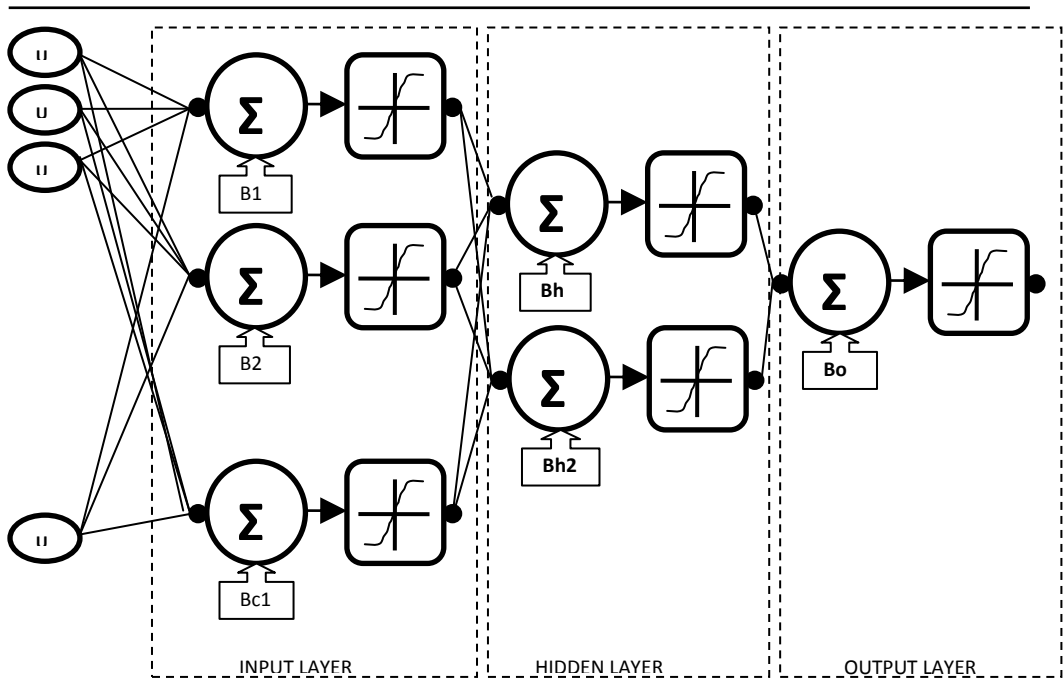 Σ
B1
Σ
B2
Σ
Bc1
Σ
Bh
Σ
Bh2
Σ
Bo
INPUT LAYER
HIDDEN LAYER
OUTPUT LAYER